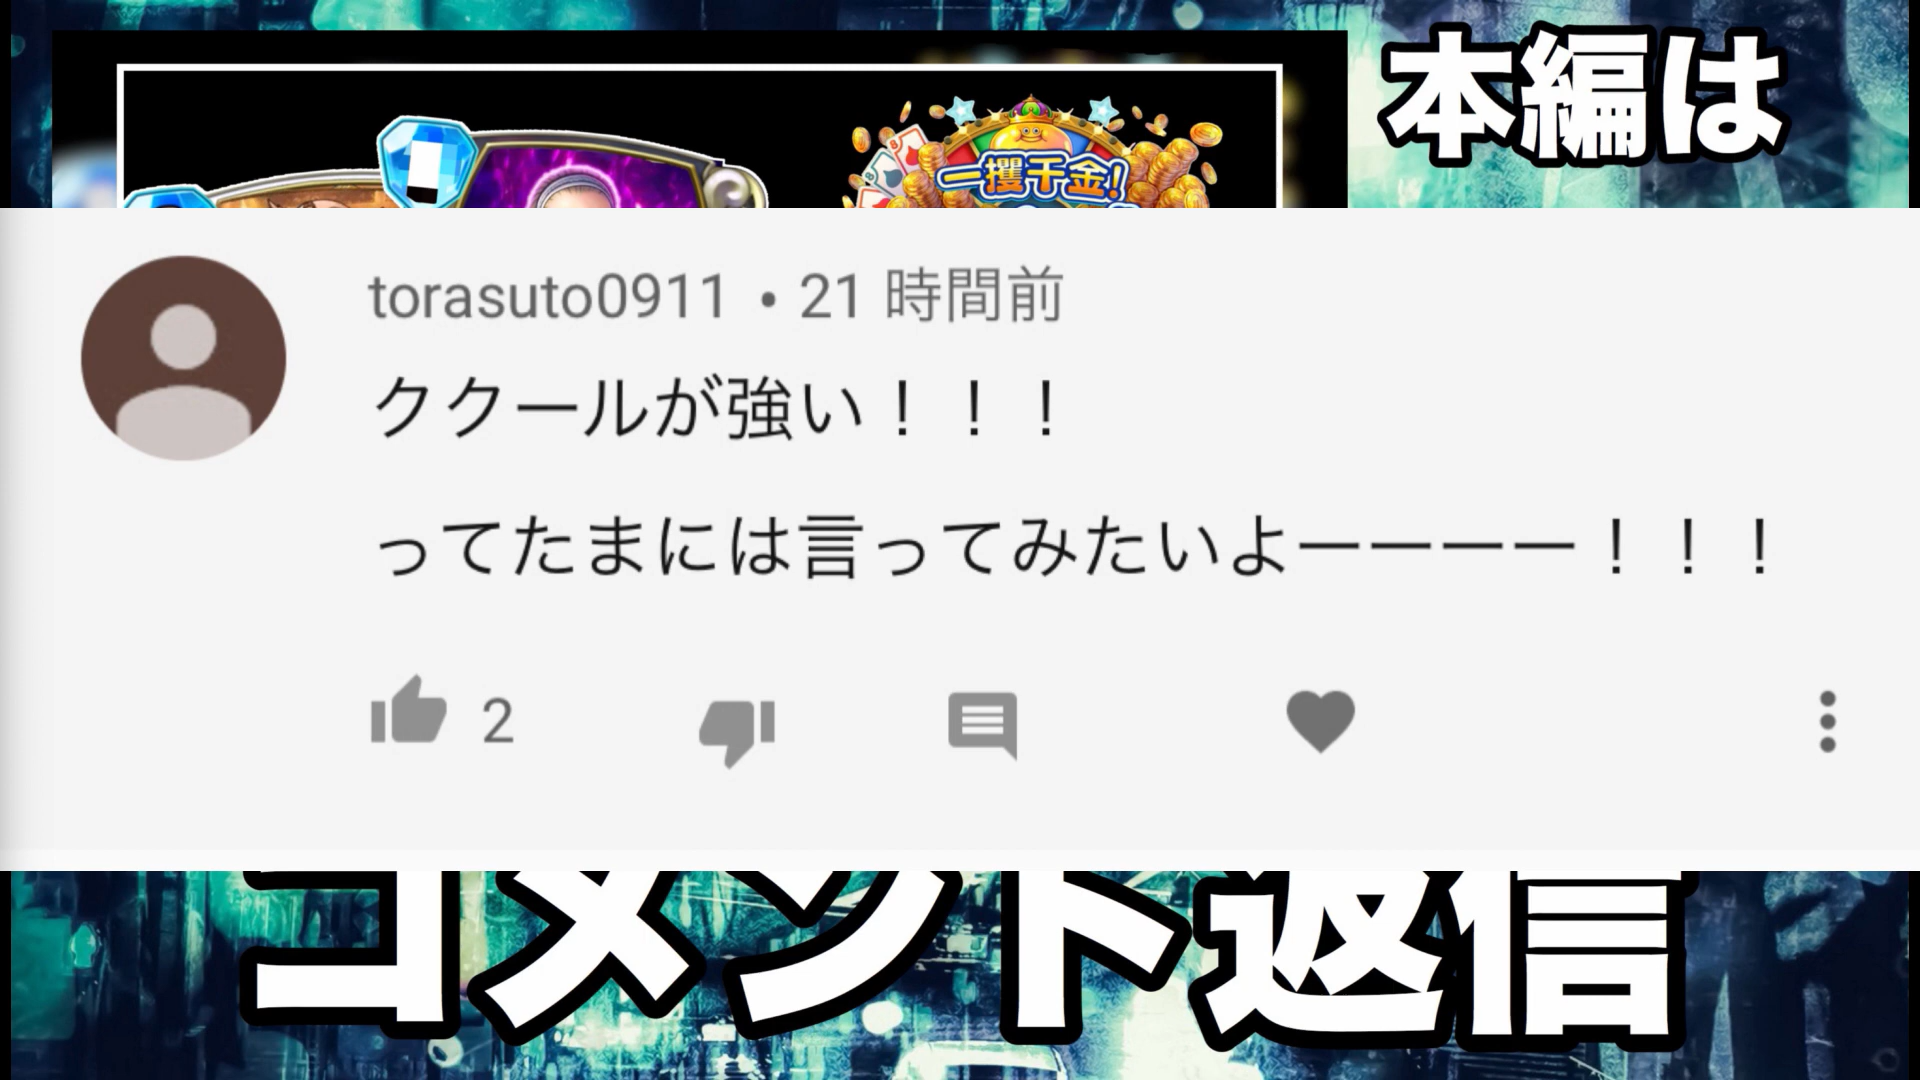 本編は
一攫千金!
torasuto0911 • 21 時間前
ククールが強い！！！
ってたまには言ってみたいよーーーー！！！
2
コメント返信